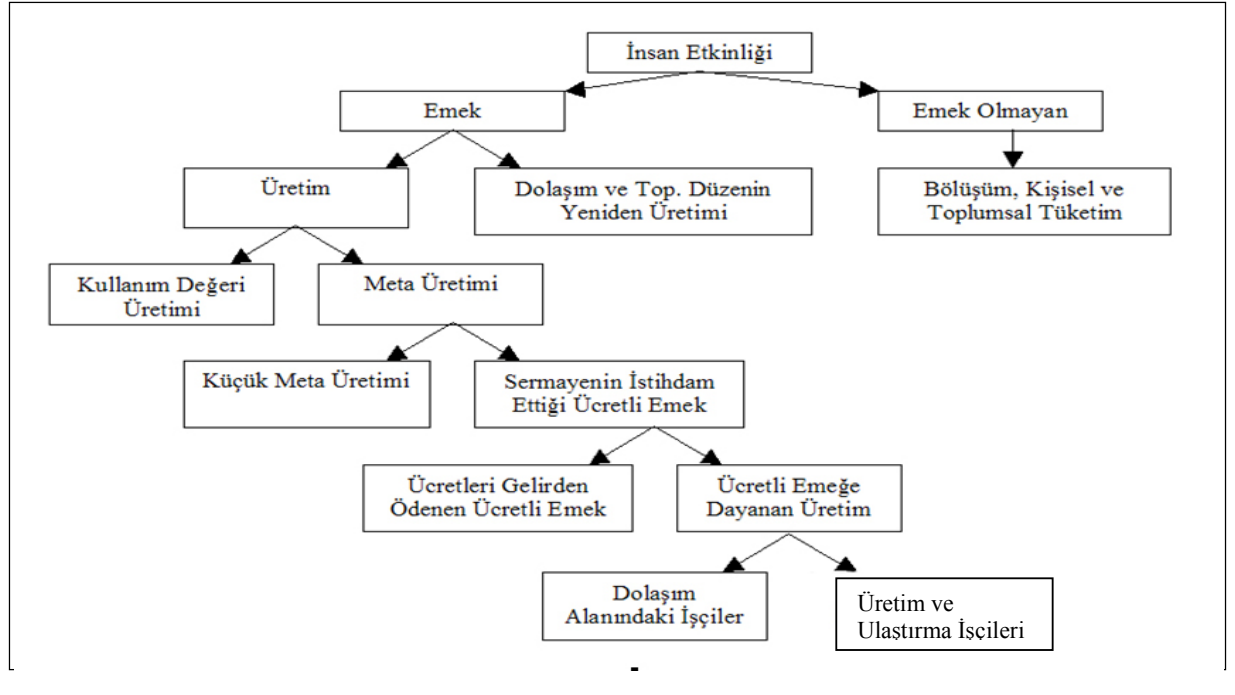 İnsan Etkinliği
Emek
Emek Olmayan
Üretim
Dolaşım ve Top. Düzenin
Yeniden Üretimi
Bölüşüm, Kişisel ve
Toplumsal Tüketim
Kullanım Değeri
Üretimi
Meta Üretimi
Küçük Meta Üretimi
Sermayenin İstihdam
Ettiği Ücretli Emek
Ücretleri Gelirden
Ödenen Ücretli Emek
Ücretli Emeğe
Dayanan Üretim
Dolaşım
Alanındaki İşçiler
Üretim ve
Ulaştırma İşçileri